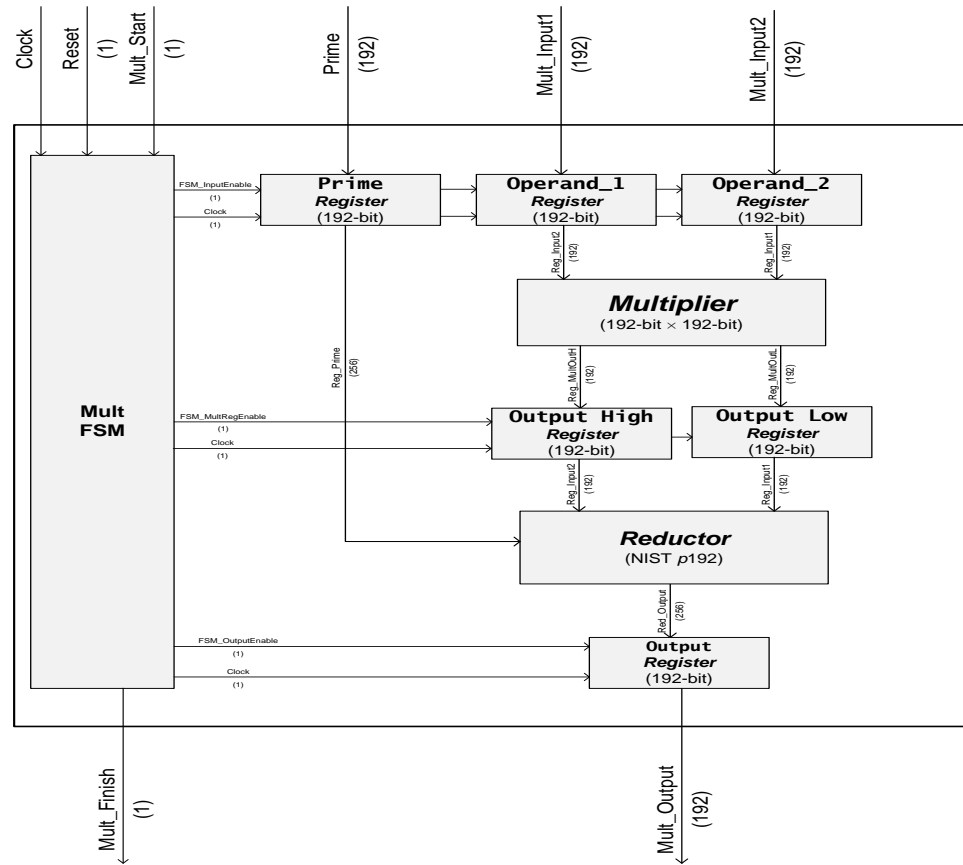 Clock
Reset
(1)
Mult_Start
(1)
Prime
(192)
Mult_Input1
(192)
Mult_Input2
(192)
Mult
FSM
FSM_InputEnable
(1)
Clock
(1)
Prime
Register
(192-bit)
Operand_1
Register
(192-bit)
Operand_2
Register
(192-bit)
Reg_Input2
(192)
Reg_Input1
(192)
Multiplier
(192-bit × 192-bit)
Reg_Prime
(256)
Reg_MultOutH
(192)
Reg_MultOutL
(192)
FSM_MultRegEnable
(1)
Clock
(1)
Output High
Register
(192-bit)
Output Low
Register
(192-bit)
Reg_Input2
(192)
Reg_Input1
(192)
Reductor
(NIST p192)
Red_Output
(256)
FSM_OutputEnable
(1)
Clock
(1)
Output
Register
(192-bit)
Mult_Finish
(1)
Mult_Output
(192)